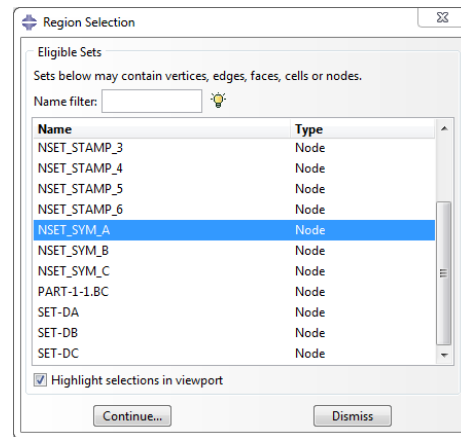 Region Selection
Eligible Sets
Sets below may contain vertices, edges, faces, cells or nodes.
Name filter:
Name Type
NSET_STAMP_3 Node
NSET_STAMP_4 Node
NSET_STAMP_5 Node
NSET_STAMP_6 Node
NSET_SYM_A Node
NSET_SYM_B Node
NSET_SYM_C Node
PART-1-1.BC Node
SET-DA Node
SET-DB Node
SET-DC Node
Highlight selections in viewport
Continue... Dismiss